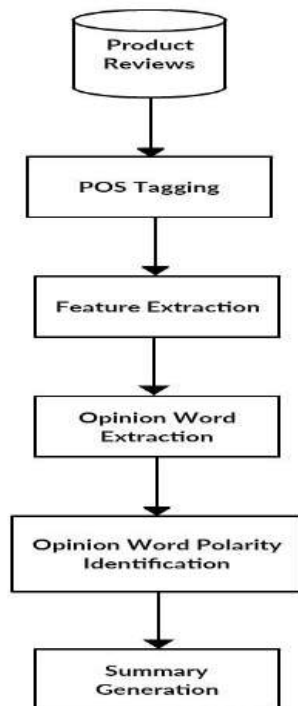 Product
Reviews
POS Tagging
Feature Extraction
Opinion Word
Extraction
Opinion Word Polarity
Identification
Summary
Generation